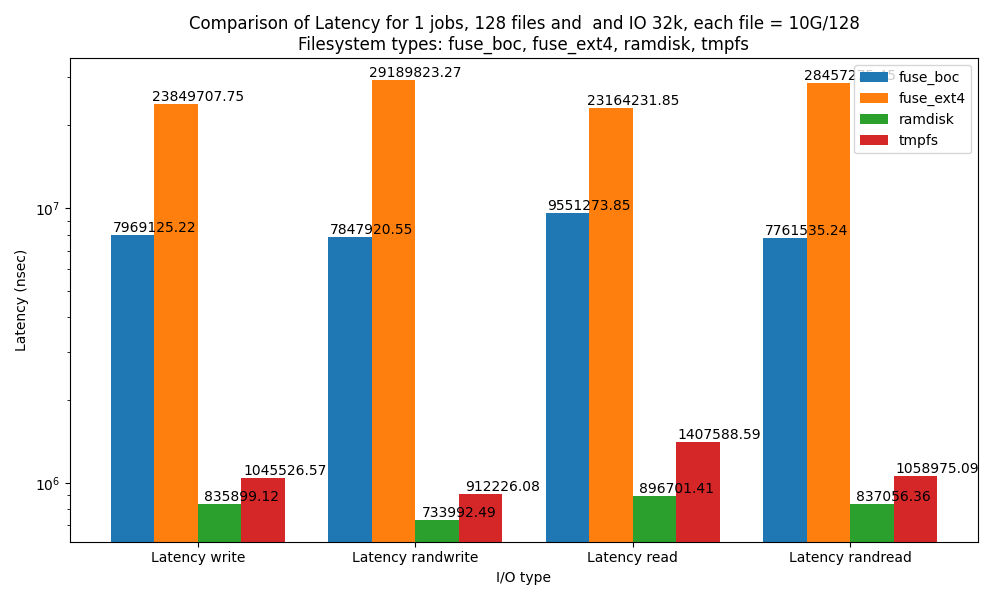 Comparison of Latency for 1 jobs, 128 files and  and IO 32k, each file = 10G/128
Filesystem types: fuse_boc, fuse_ext4, ramdisk, tmpfs
29189823.27
23849707.75
23164231.85
fuse_boc
fuse_ext4
ramdisk
tmpfs
10^7
9551273.85
7969125.22
7847920.55
7761535.24
Latency (nsec)
1407588.59
1045526.57
1058975.09
10^6
835899.12
912226.08
896701.41
837056.36
733992.49
Latency write
Latency randwrite
Latency read
Latency randread
I/O type